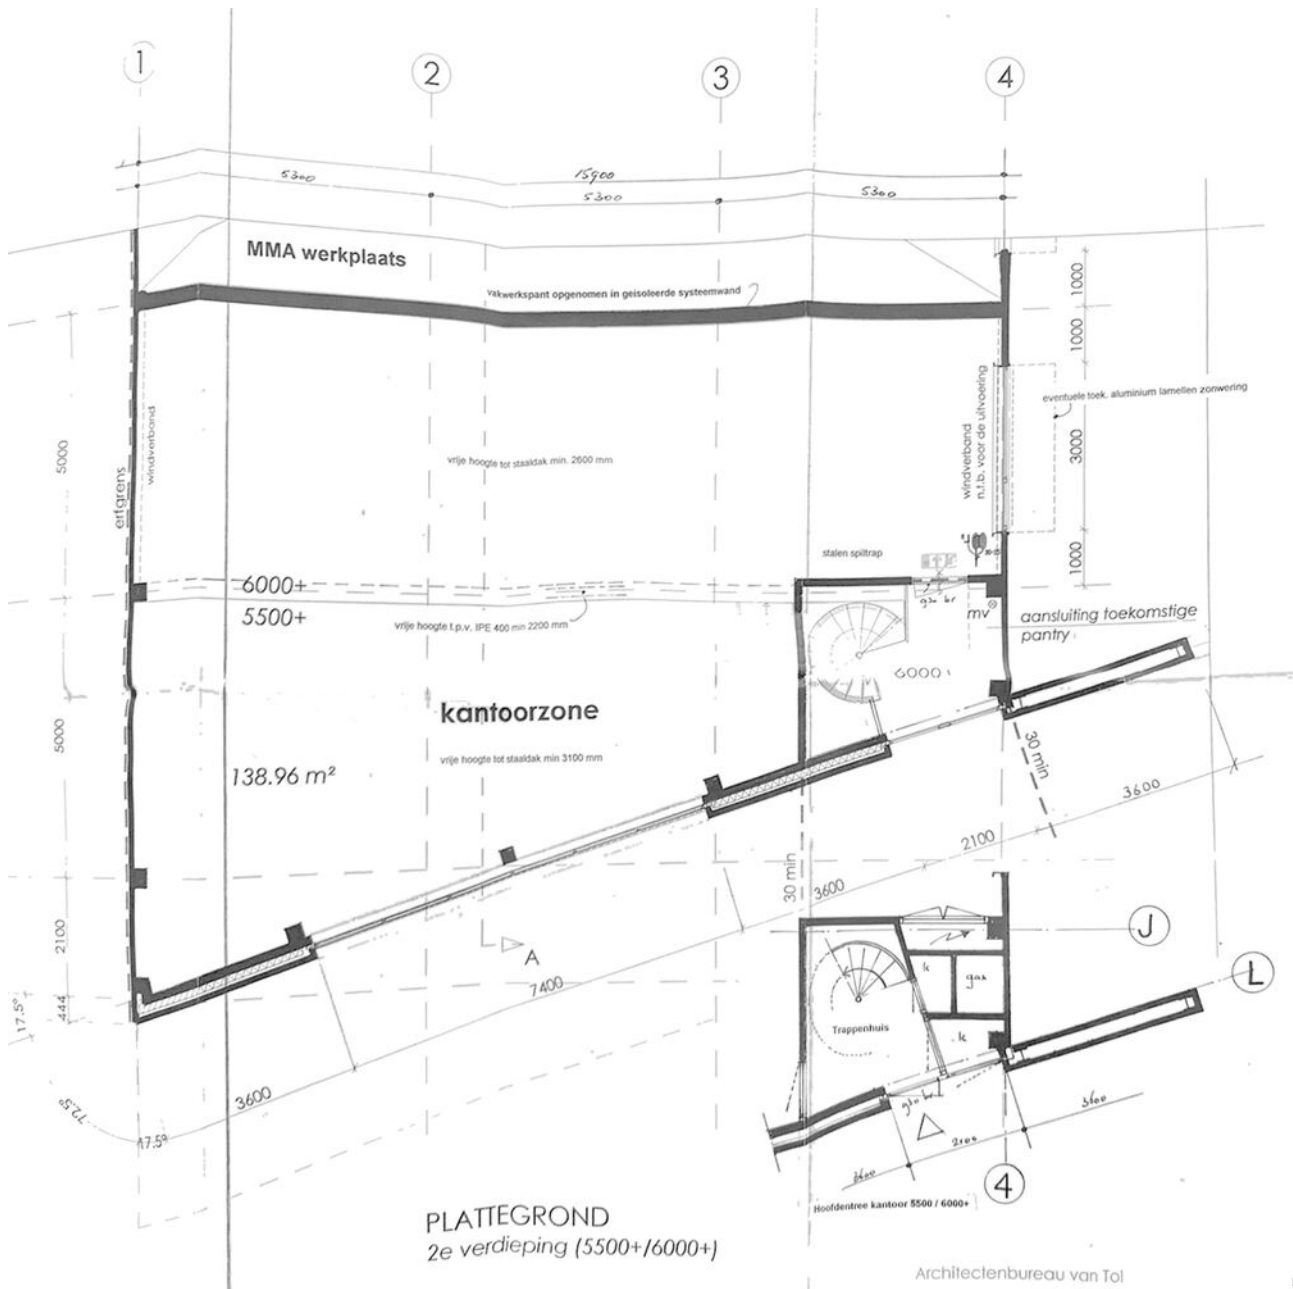 1
2
3
4
5300
15900
5300
5300
MMA werkplaats
vakwerkspant opgenomen in geisoleerde systeemwand
1000
1000
3000
1000
eventuele toek. aluminium lamellen zonwering
windverband
n.t.b. voor de uitvoering
5000
erfgrens
windverband
vrije hoogte tot staaldak min. 2600 mm
stalen spiltrap
6000+
5500+
vrije hoogte t.p.v. IPE 400 min 2200 mm
gso br
mv
aansluiting toekomstige
pantry
6000+
kantoorzone
vrije hoogte tot staaldak min 3100 mm
138.96 m²
5000
30 min
3600
2100
30 min
3600
2100
444
17.5°
A
7400
3600
72.5°
17.5°
J
L
k
gas
Trappenhuis
k
gso br
3600
2100
3600
4
Hoofdentree kantoor 5500 / 6000+
PLATTEGROND
2e verdieping (5500+/6000+)
Architectenbureau van Tol